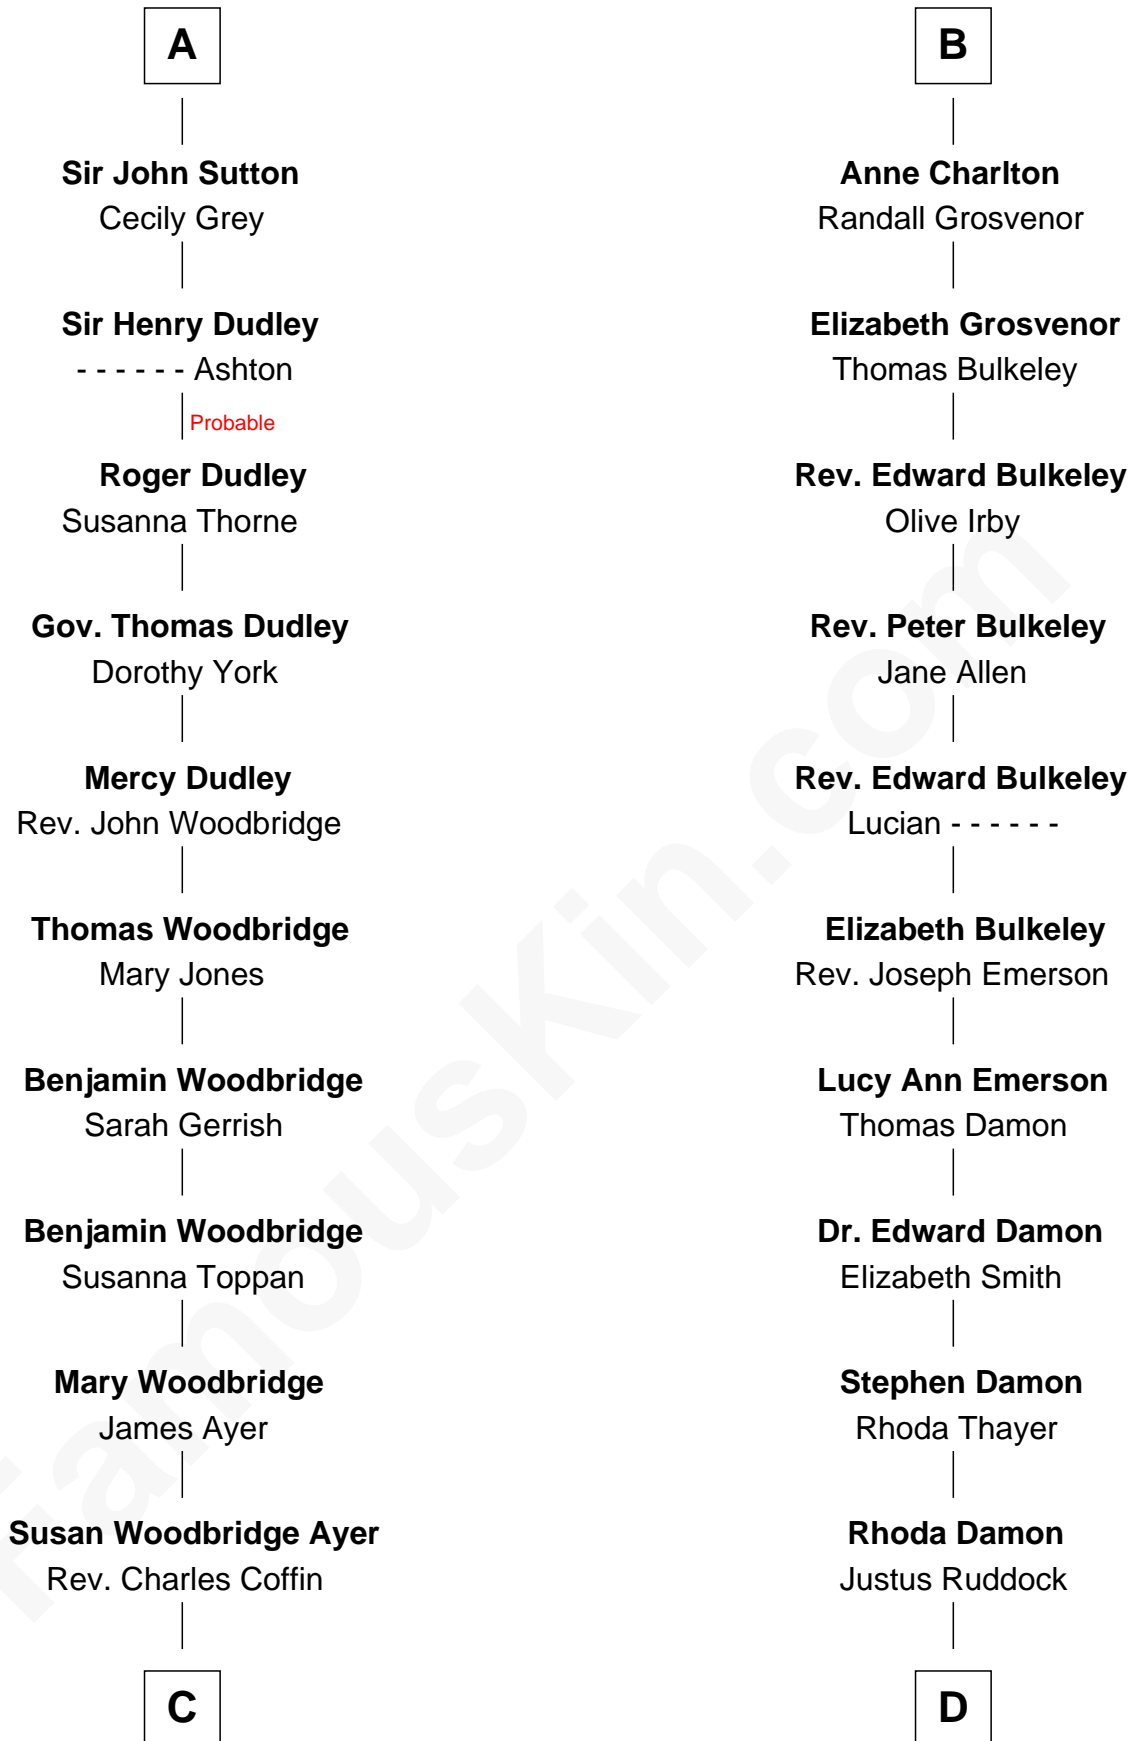 A
Sir John Sutton
Cecily Grey
Sir Henry Dudley
- - - - - - Ashton
Probable
Roger Dudley
Susanna Thorne
Gov. Thomas Dudley
Dorothy York
Mercy Dudley
Rev. John Woodbridge
Thomas Woodbridge
Mary Jones
Benjamin Woodbridge
Sarah Gerrish
Benjamin Woodbridge
Susanna Toppan
Mary Woodbridge
James Ayer
Susan Woodbridge Ayer
Rev. Charles Coffin
C
B
Anne Charlton
Randall Grosvenor
Elizabeth Grosvenor
Thomas Bulkeley
Rev. Edward Bulkeley
Olive Irby
Rev. Peter Bulkeley
Jane Allen
Rev. Edward Bulkeley
Lucian - - - - - -
Elizabeth Bulkeley
Rev. Joseph Emerson
Lucy Ann Emerson
Thomas Damon
Dr. Edward Damon
Elizabeth Smith
Stephen Damon
Rhoda Thayer
Rhoda Damon
Justus Ruddock
D
FamousKin.com